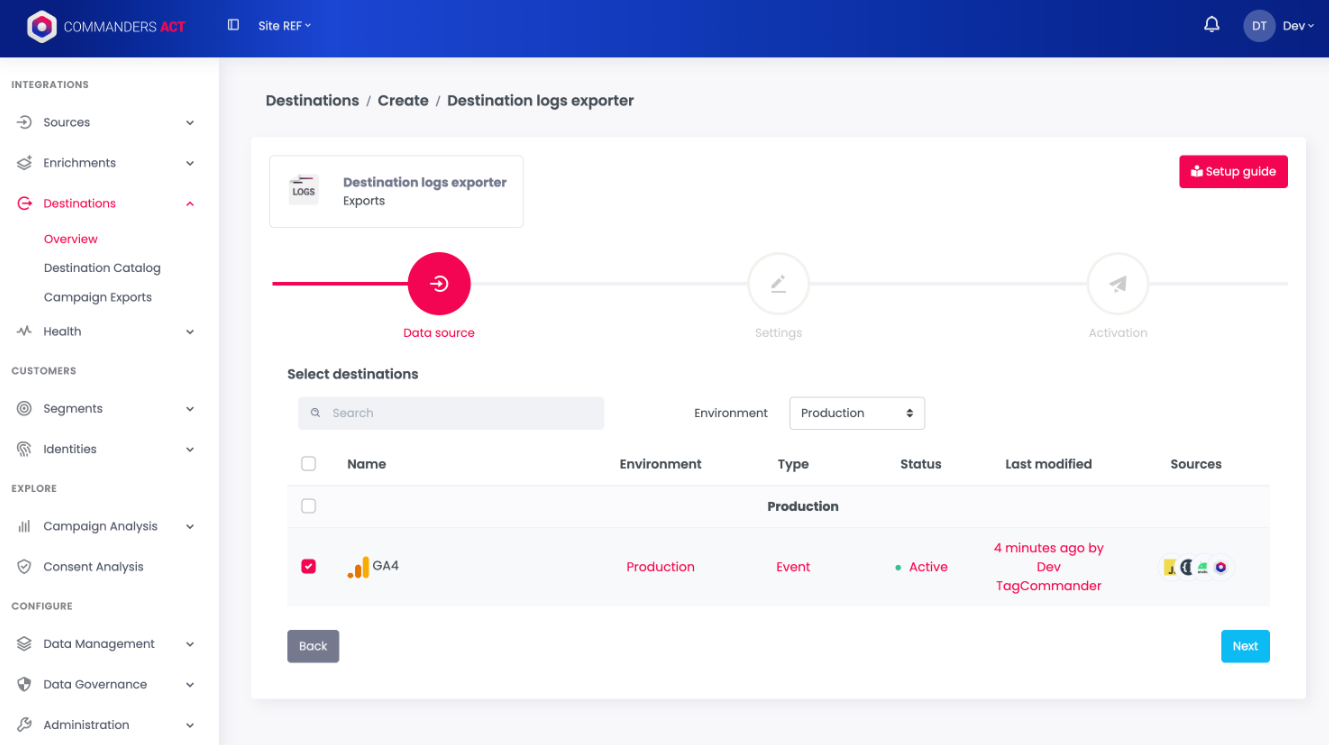 COMMANDERS ACT
Site REF
DT
Dev
INTEGRATIONS
Sources
Enrichments
Destinations
Overview
Destination Catalog
Campaign Exports
Health
CUSTOMERS
Segments
Identities
EXPLORE
Campaign Analysis
Consent Analysis
CONFIGURE
Data Management
Data Governance
Administration
Destinations / Create / Destination logs exporter
LOGS
Destination logs exporter
Exports
Setup guide
Data source
Settings
Activation
Select destinations
Search
Environment
Production
Name Environment Type Status Last modified Sources
Production
GA4 Production Event Active
4 minutes ago by
Dev
TagCommander
Back
Next